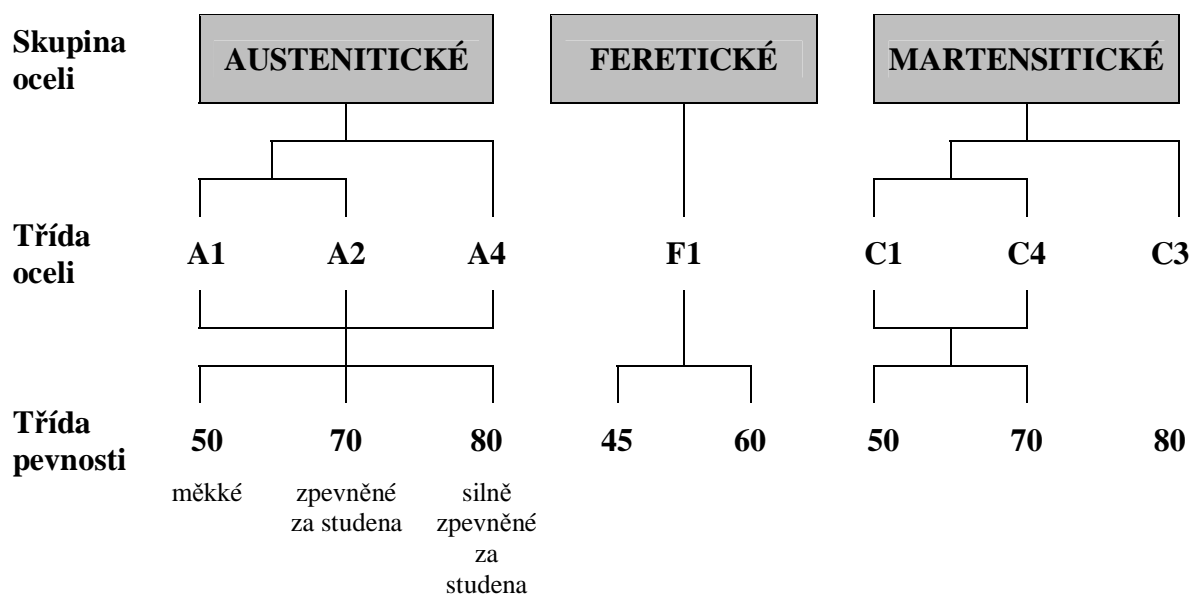 Skupina
oceli
AUSTENITICKÉ
FERETICKÉ
MARTENSITICKÉ
Třída
oceli
A1
A2
A4
F1
C1
C4
C3
Třída
pevnosti
50
70
80
45
60
50
70
80
měkké
zpevněné
za studena
silně
zpevněné
za
studena